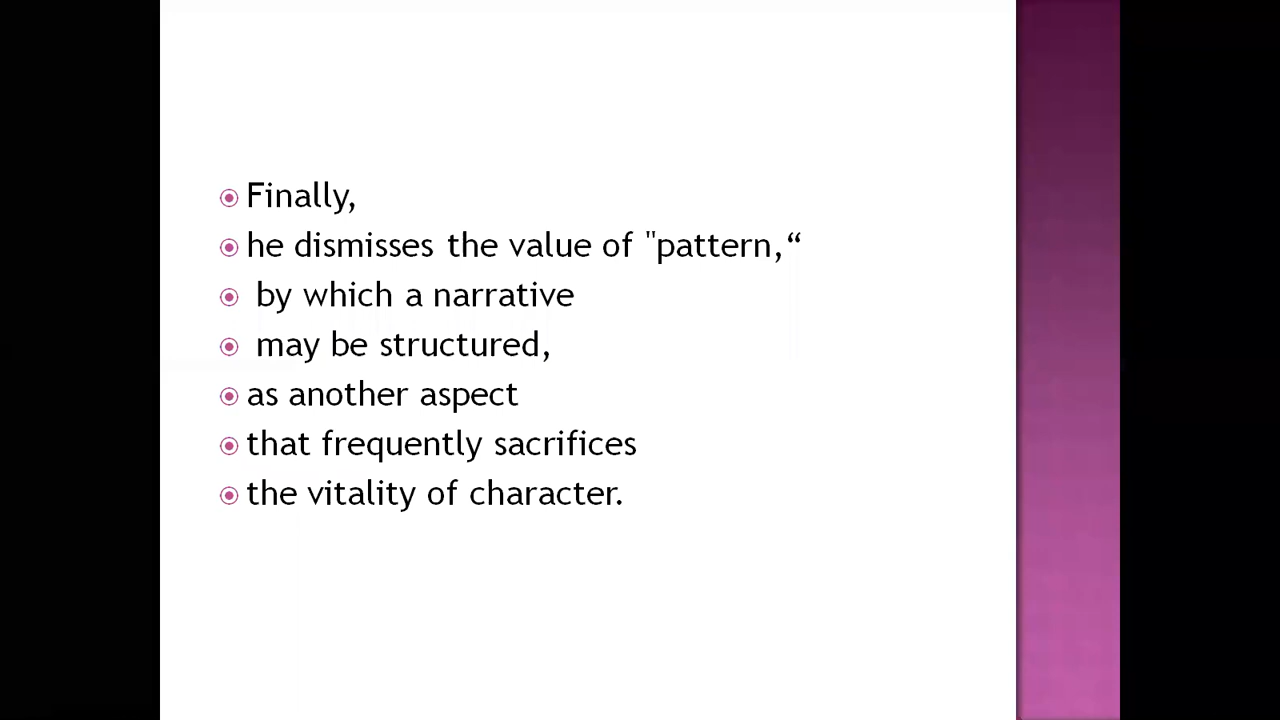 Finally,
he dismisses the value of "pattern,“
by which a narrative
may be structured,
as another aspect
that frequently sacrifices
the vitality of character.